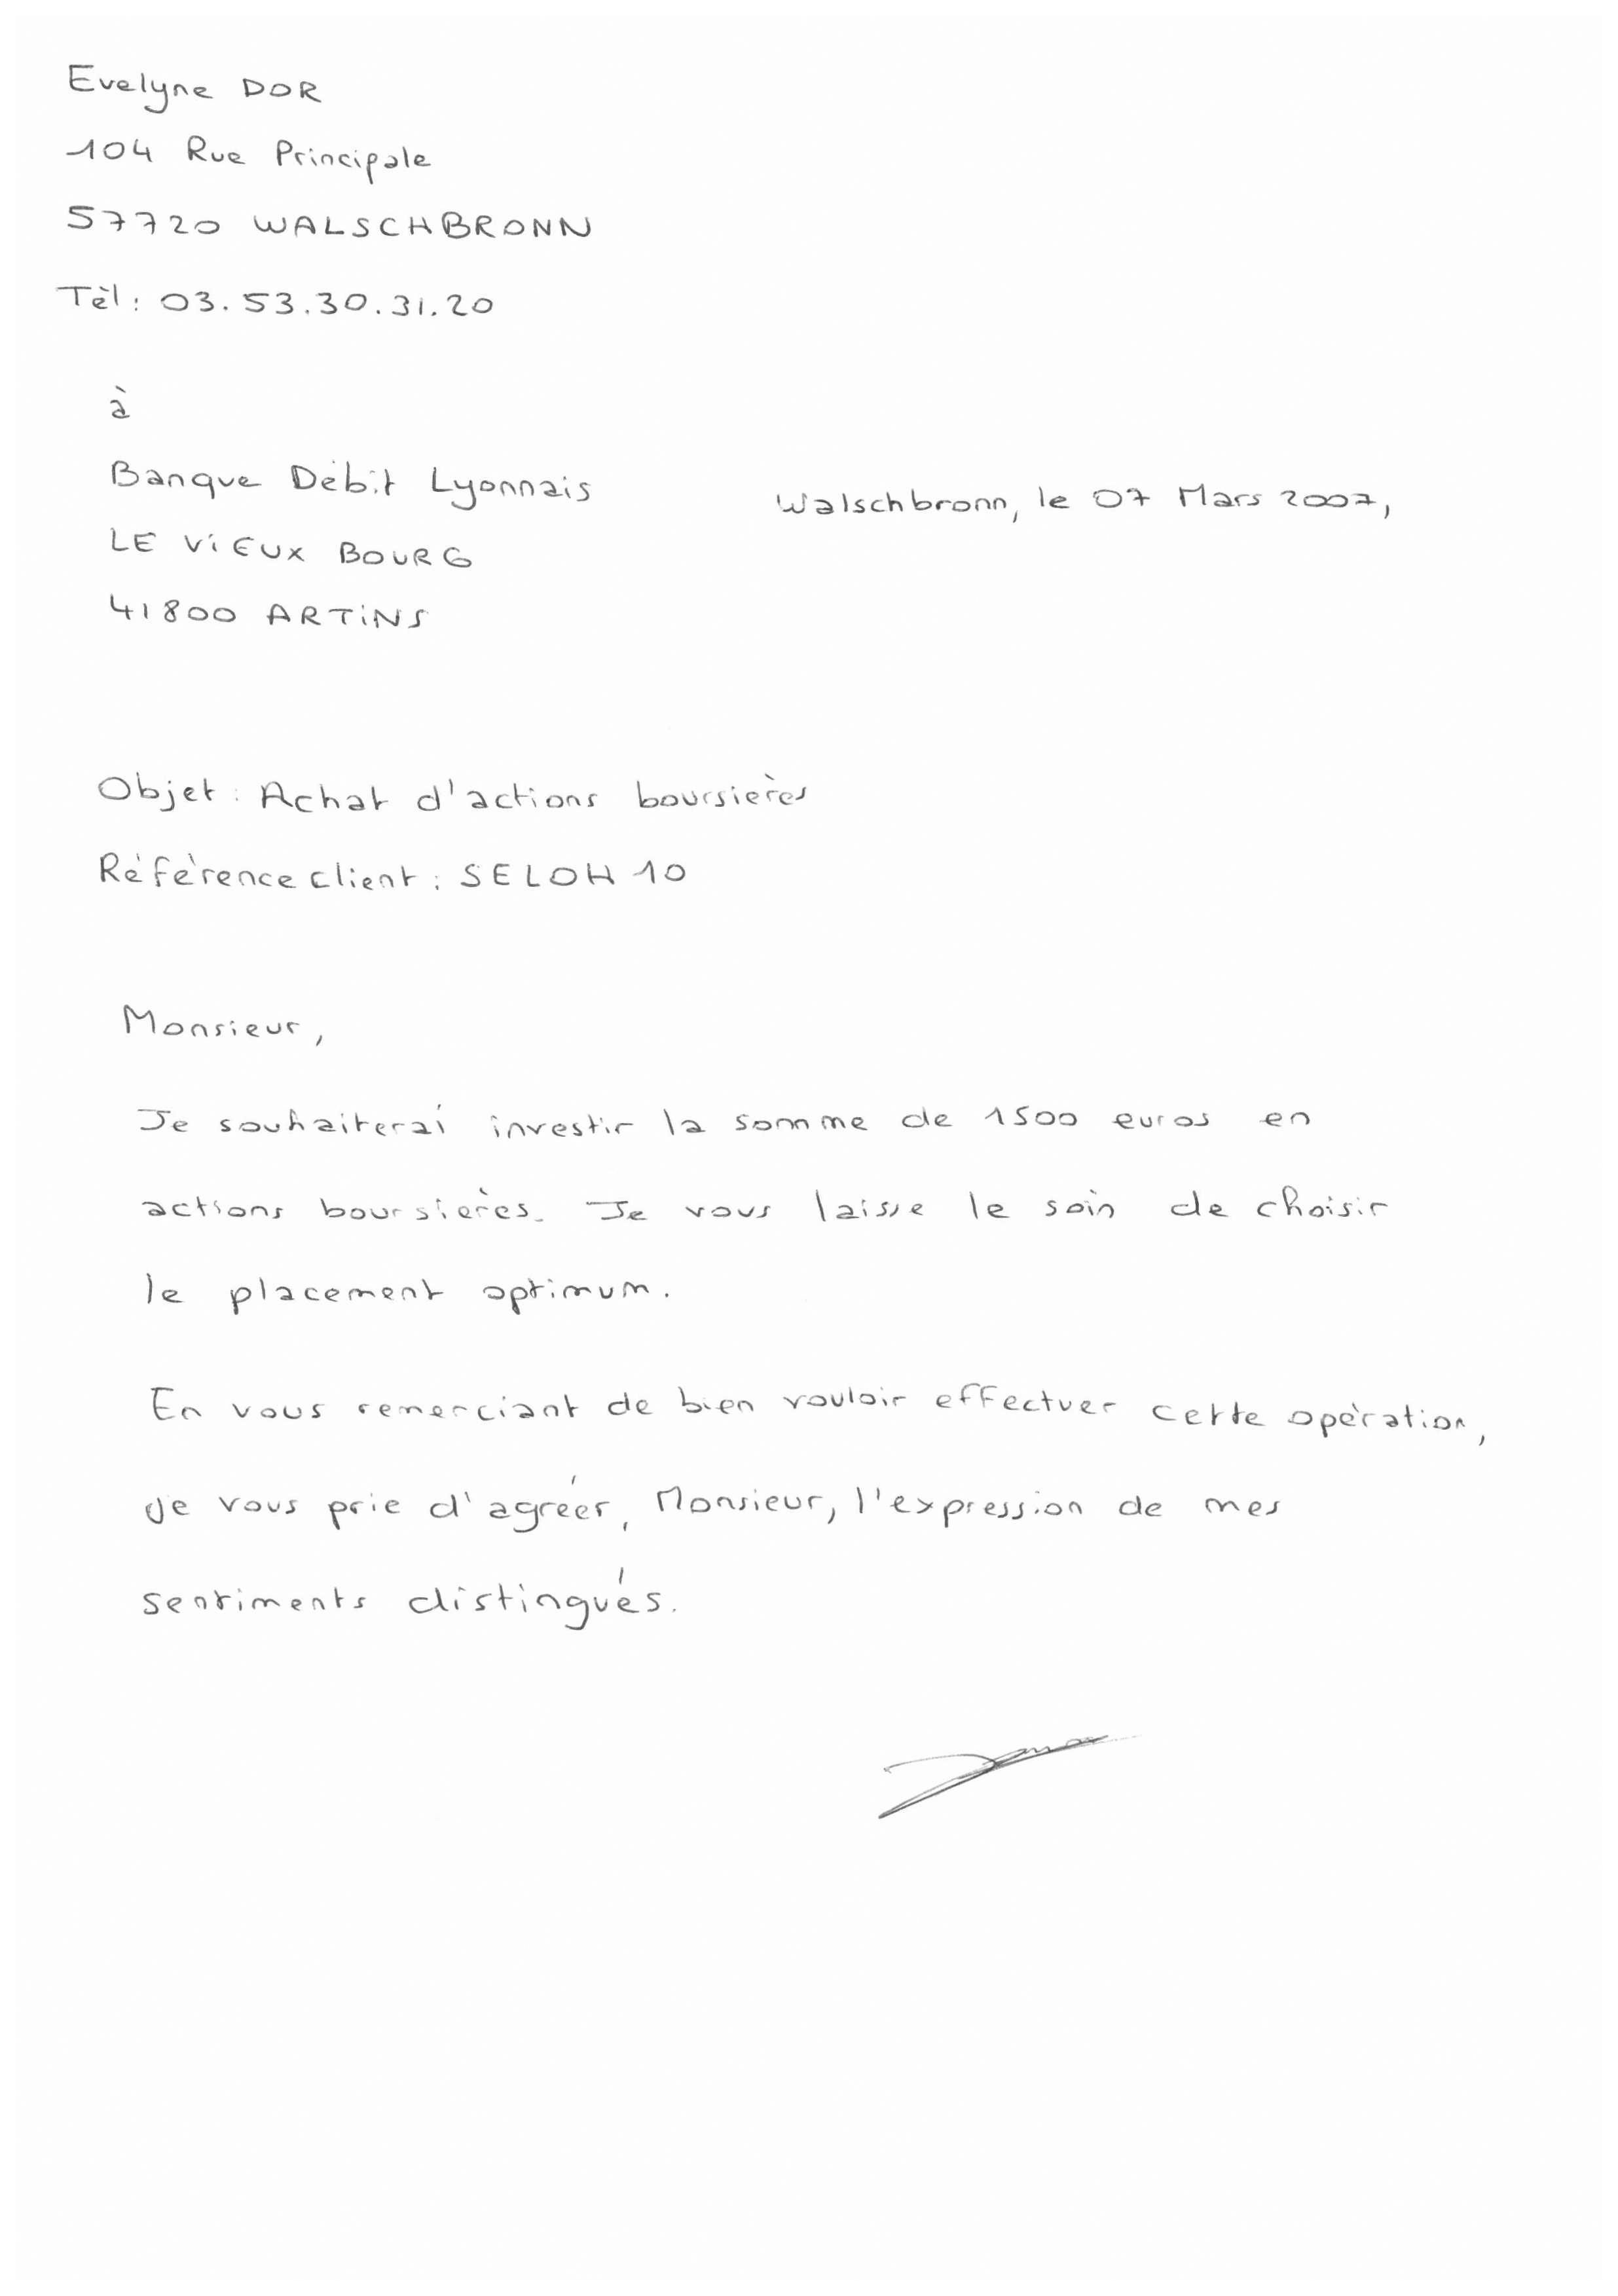 Evelyne DOR
104 Rue Principale
57720 WALSCHBRONN
Tèl: 03.53.30.31.20
à
Banque Débit Lyonnais
Walschbronn, le 07 Mars 2007,
LE ViEUX BOURG
41800 ARTiNS
Objet: Achat d'actions boursières
Référence client: SELOH 10
Monsieur,
Je souhaiterai investir la somme de 1500 euros en
actions boursières. Je vous laisse le soin de choisir
le placement optimum.
En vous remerciant de bien vouloir effectuer cette opération,
je vous prie d'agréer, Monsieur, l'expression de mes
sentiments distingués.